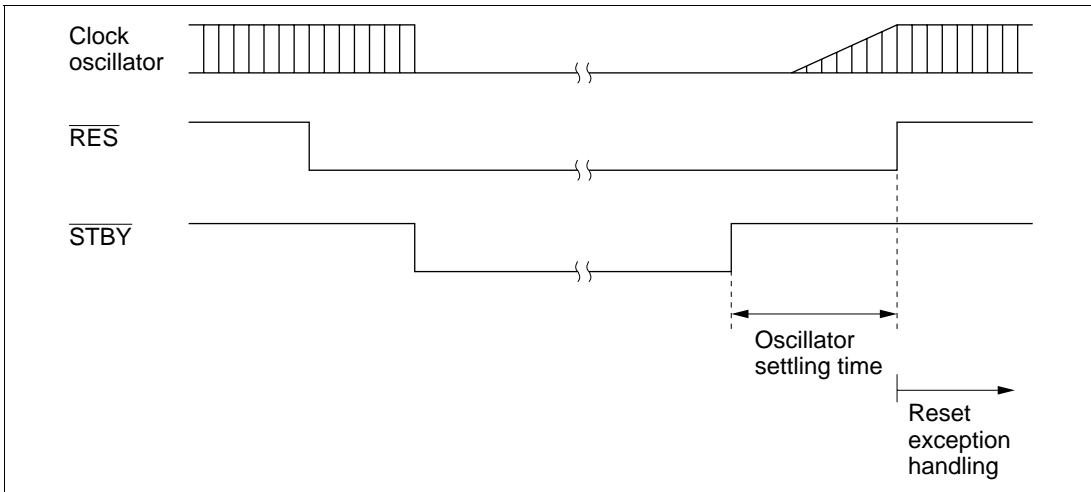 Clock
oscillator
RES
STBY
Oscillator
settling time
Reset
exception
handling